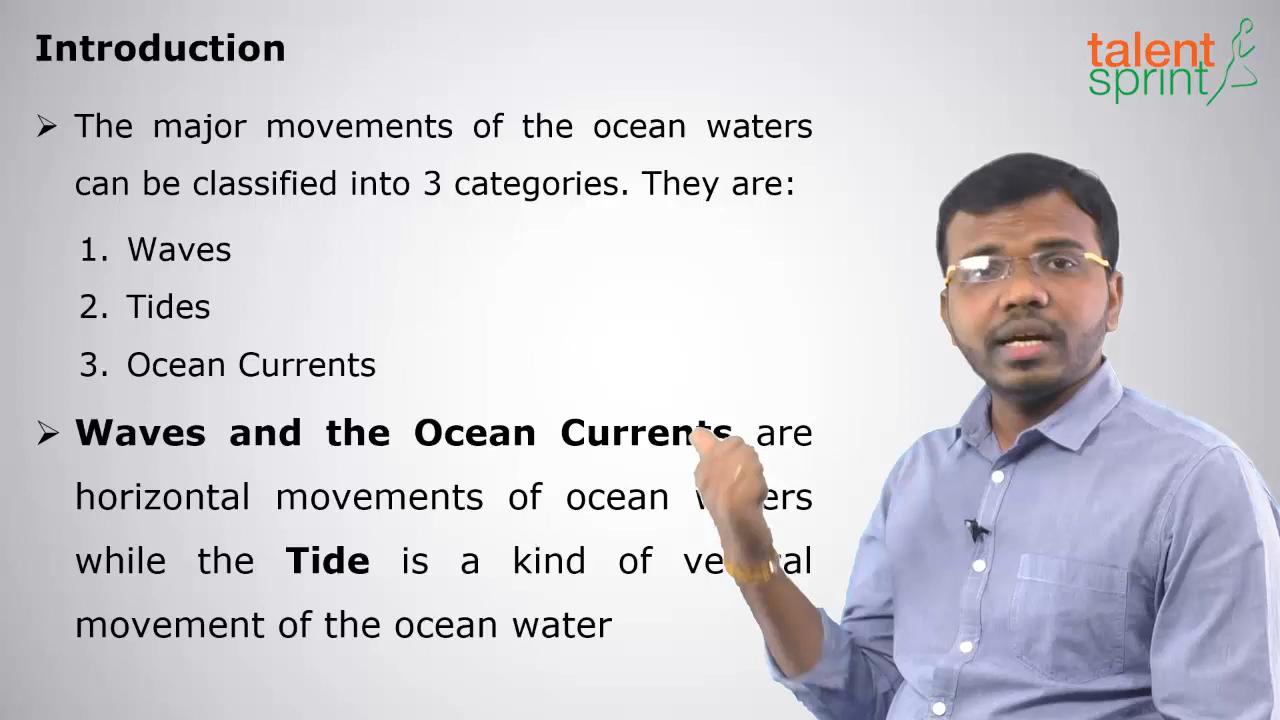 Introduction
talent
sprint
➢ The major movements of the ocean waters
can be classified into 3 categories. They are:
1. Waves
2. Tides
3. Ocean Currents
➢ Waves and the Ocean Currents are
horizontal movements of ocean
while the Tide is a kind of
movement of the ocean water